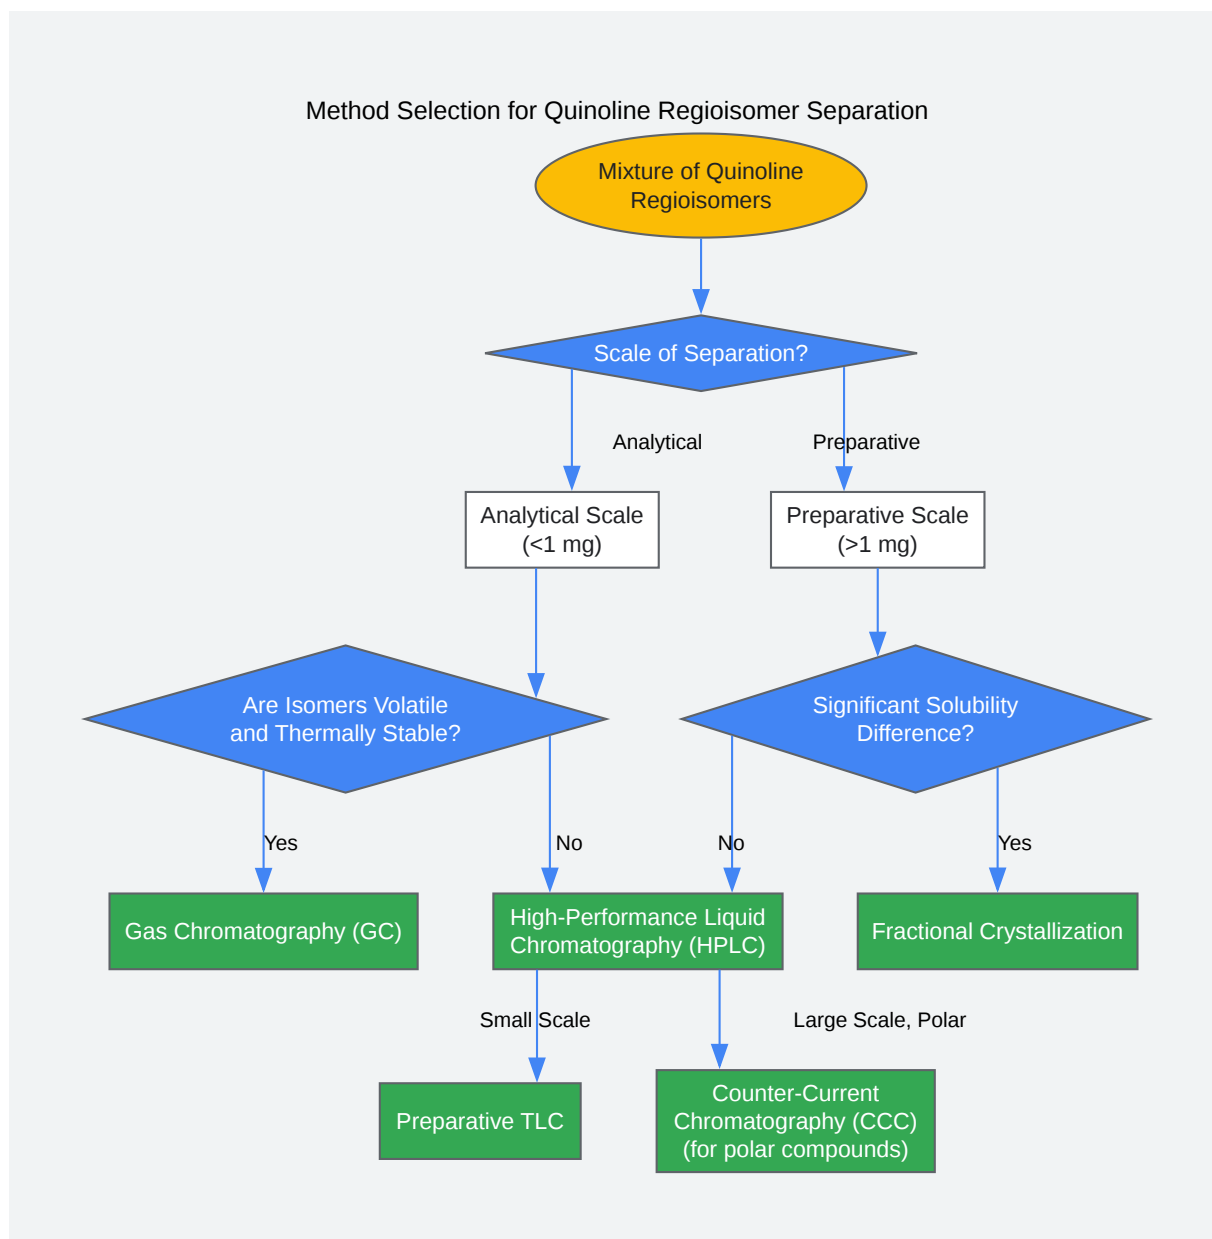 Method Selection for Quinoline Regioisomer Separation
Mixture of Quinoline
Regioisomers
Scale of Separation?
Analytical
Preparative
Analytical Scale
(<1 mg)
Preparative Scale
(>1 mg)
Are Isomers Volatile
and Thermally Stable?
Significant Solubility
Difference?
Yes
No
No
Yes
Gas Chromatography (GC)
High-Performance Liquid
Chromatography (HPLC)
Fractional Crystallization
Small Scale
Large Scale, Polar
Preparative TLC
Counter-Current
Chromatography (CCC)
(for polar compounds)